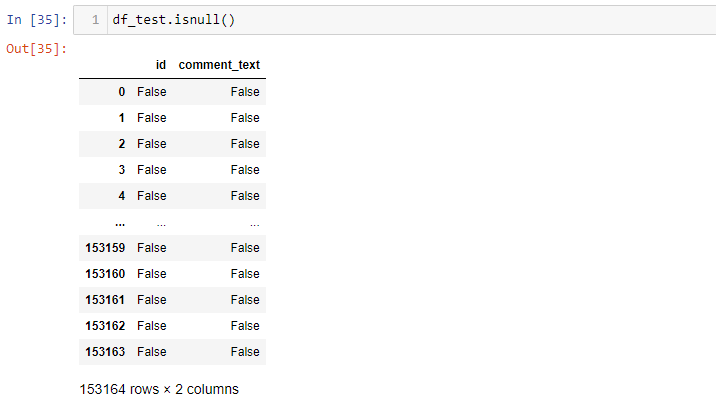 In [35]: 1 df_test.isnull()
Out[35]:
id comment_text
0 False False
1 False False
2 False False
3 False False
4 False False
... ... ...
153159 False False
153160 False False
153161 False False
153162 False False
153163 False False
153164 rows × 2 columns